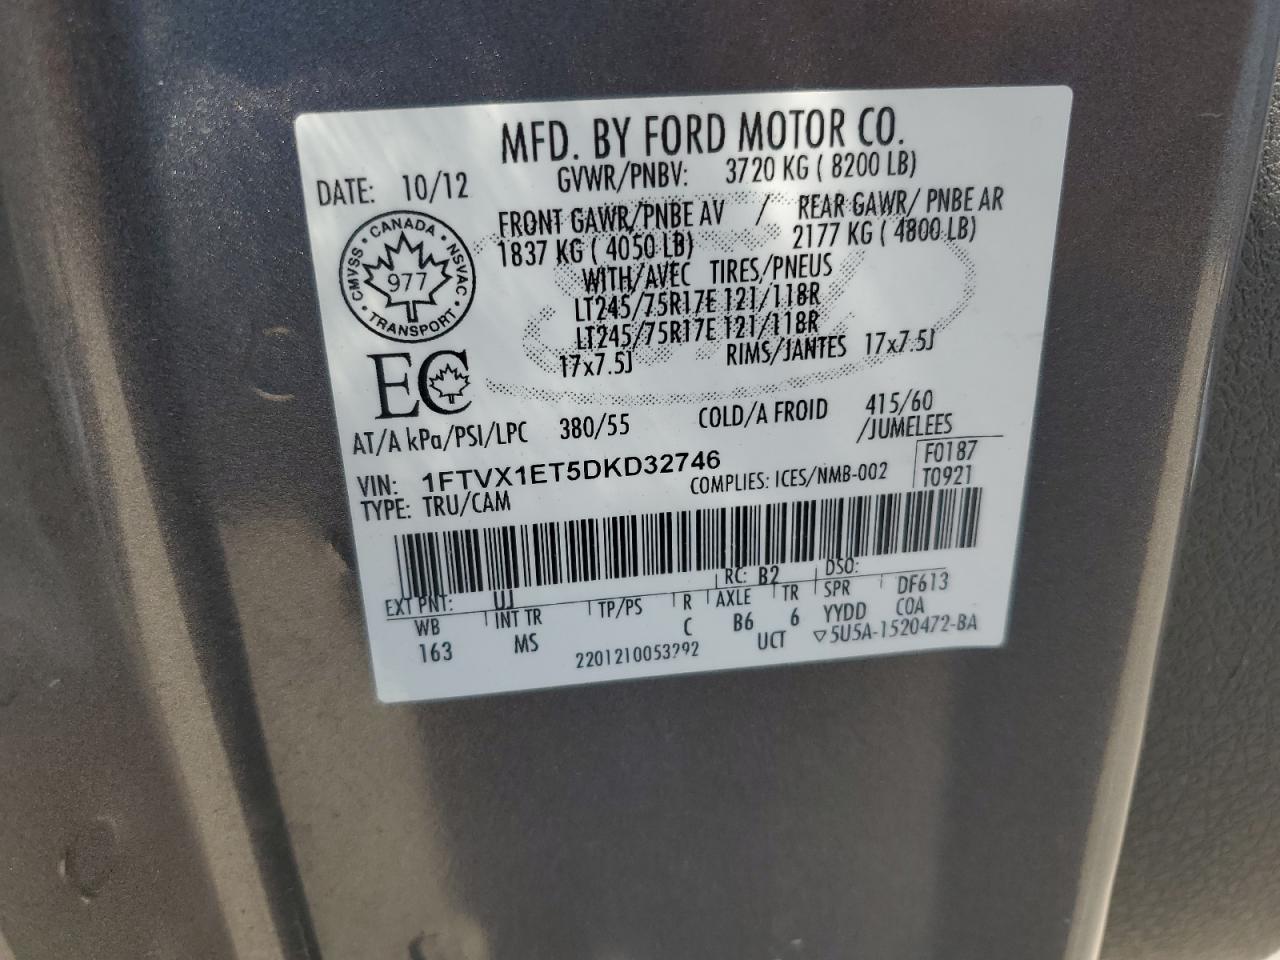 MFD. BY FORD MOTOR CO.
DATE: 10/12
GVWR/PNBV: 3720 KG ( 8200 LB)
FRONT GAWR/PNBE AV / REAR GAWR/ PNBE AR
1837 KG ( 4050 LB) 2177 KG ( 4800 LB)
WITH/AVEC TIRES/PNEUS
LT245/75R17E 121/118R
LT245/75R17E 121/118R
17x7.5J RIMS/JANTES 17x7.5J
CANADA • NSVAC • TRANSPORT • CMVSS •
977
EC
AT/A kPa/PSI/LPC 380/55 COLD/A FROID 415/60
/JUMELEES
VIN: 1FTVX1ET5DKD32746
F0187
TYPE: TRU/CAM COMPLIES: ICES/NMB-002 T0921
EXT PNT: UJ RC: B2 DSO:
WB INT TR TP/PS R AXLE TR SPR DF613
163 MS C B6 6 YYDD COA
2201210053292 UCT ▽5U5A-1520472-BA